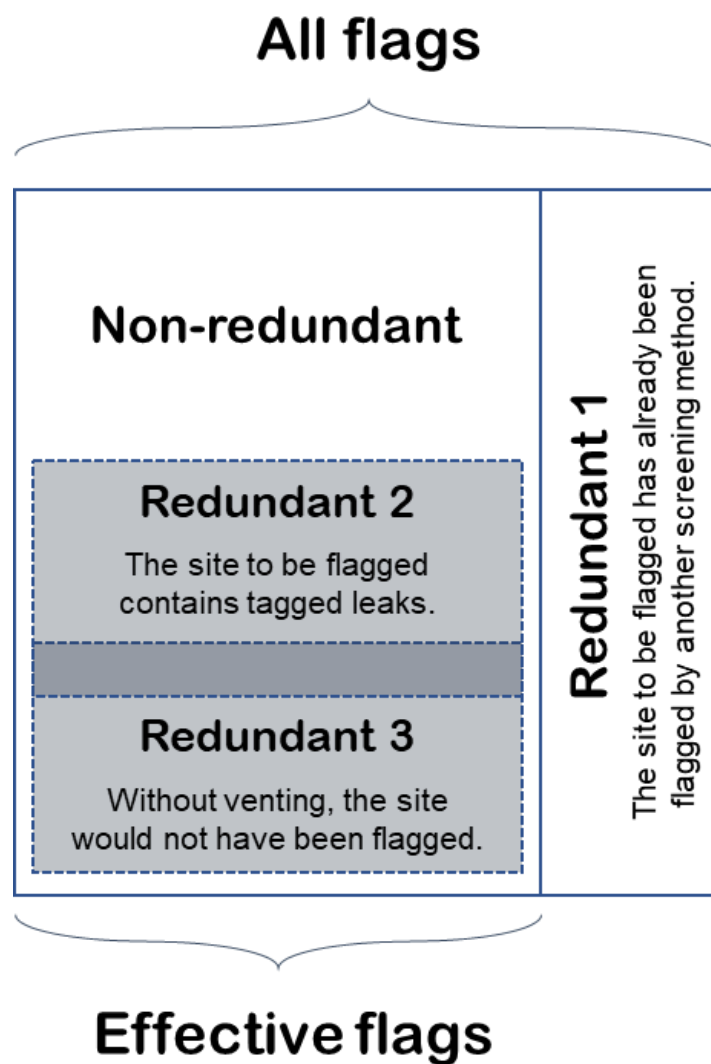 All flags
Non-redundant
Redundant 2
The site to be flagged
contains tagged leaks.
Redundant 3
Without venting, the site
would not have been flagged.
Redundant 1
The site to be flagged has already been
flagged by another screening method.
Effective flags